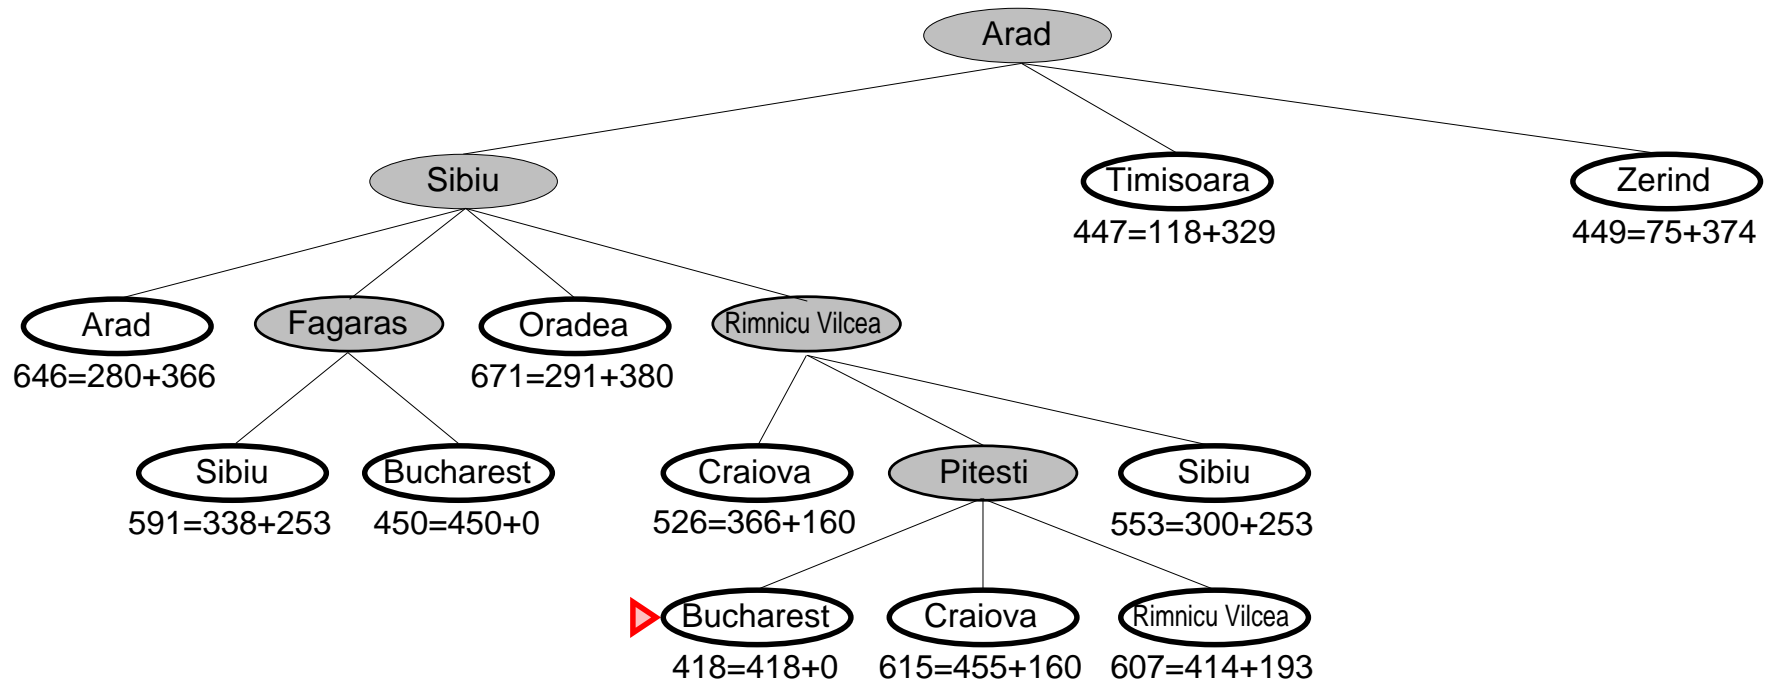 Arad
Sibiu
Timisoara
Zerind
447=118+329
449=75+374
Arad
Fagaras
Oradea
Rimnicu Vilcea
646=280+366
671=291+380
Sibiu
Bucharest
Craiova
Pitesti
Sibiu
591=338+253
450=450+0
526=366+160
553=300+253
Bucharest
Craiova
Rimnicu Vilcea
418=418+0
615=455+160
607=414+193